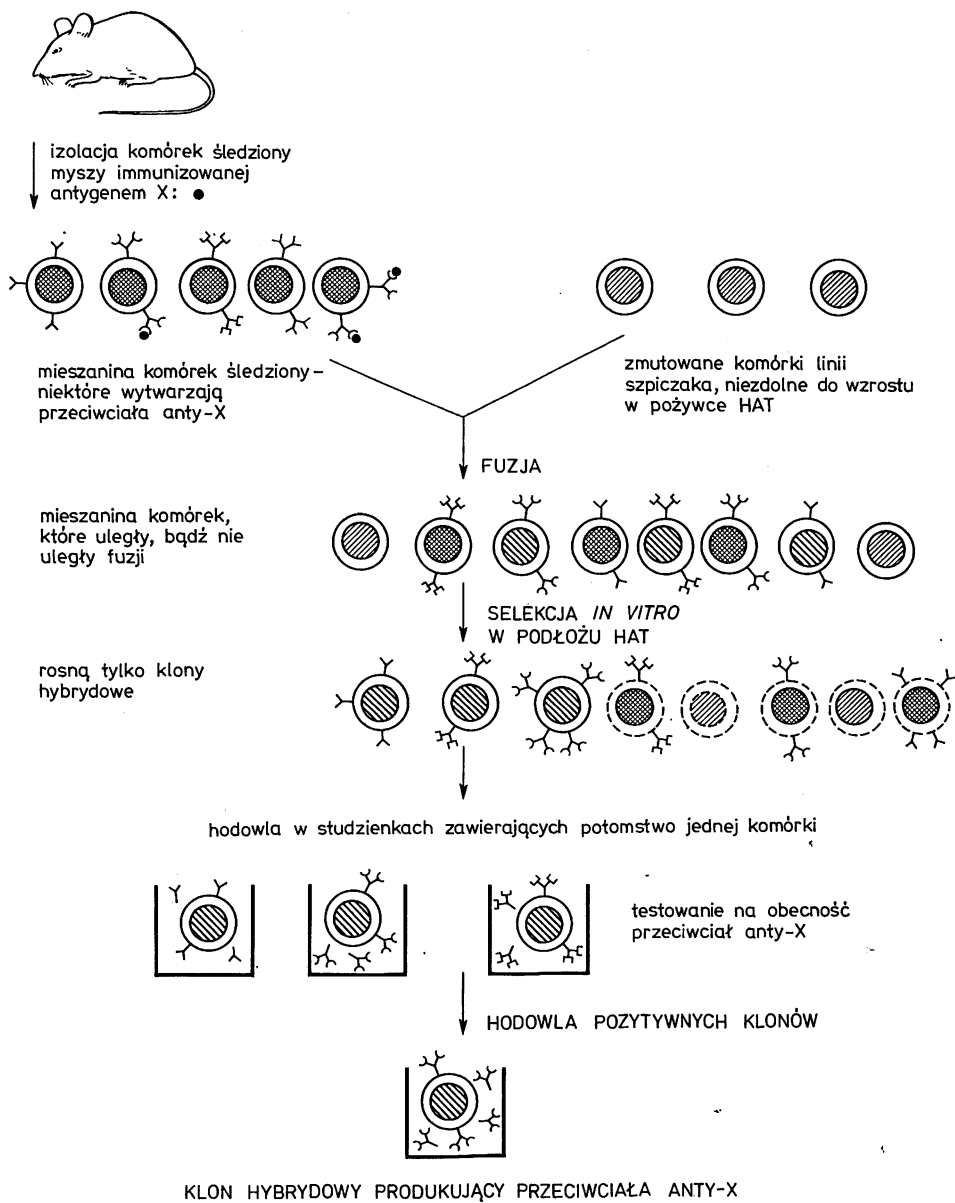 izolacja komórek śledziony
myszy immunizowanej
antygenem X: ●
mieszanina komórek śledziony –
niektóre wytwarzają
przeciwciała anty-X
zmutowane komórki linii
szpiczaka, niezdolne do wzrostu
w pożywce HAT
FUZJA
mieszanina komórek,
które uległy, bądź nie
uległy fuzji
SELEKCJA IN VITRO
W PODŁOŻU HAT
rosną tylko klony
hybrydowe
hodowla w studzienkach zawierających potomstwo jednej komórki
testowanie na obecność
przeciwciał anty-X
HODOWLA POZYTYWNYCH KLONÓW
KLON HYBRYDOWY PRODUKUJĄCY PRZECIWCIAŁA ANTY-X